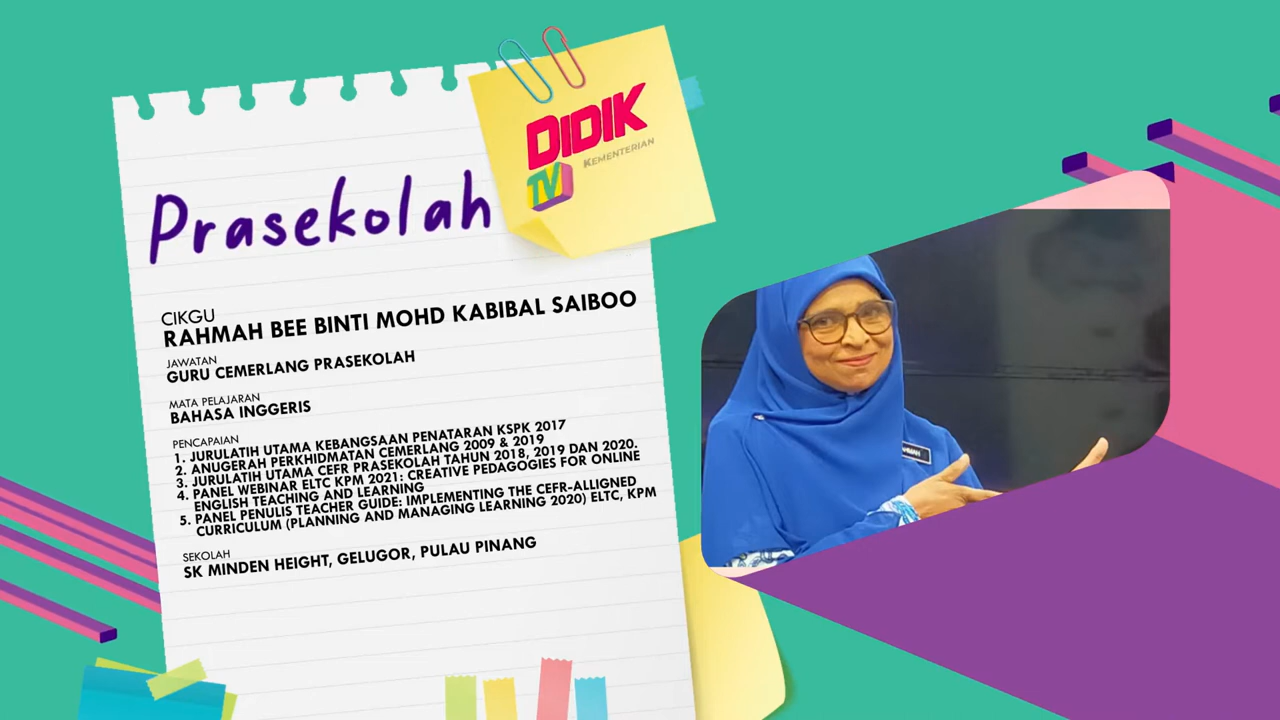 DIDIK
TV
KEMENTERIAN
Prasekolah
CIKGU
RAHMAH BEE BINTI MOHD KABIBAL SAIBOO
JAWATAN
GURU CEMERLANG PRASEKOLAH
MATA PELAJARAN
BAHASA INGGERIS
PENCAPAIAN
1. JURULATIH UTAMA KEBANGSAAN PENATARAN KSPK 2017
2. ANUGERAH PERKHIDMATAN CEMERLANG 2009 & 2019
3. JURULATIH UTAMA CEFR PRASEKOLAH TAHUN 2018, 2019 DAN 2020.
4. PANEL WEBINAR ELTC KPM 2021: CREATIVE PEDAGOGIES FOR ONLINE
ENGLISH TEACHING AND LEARNING
5. PANEL PENULIS TEACHER GUIDE: IMPLEMENTING THE CEFR-ALLIGNED
CURRICULUM (PLANNING AND MANAGING LEARNING 2020) ELTC, KPM
SEKOLAH
SK MINDEN HEIGHT, GELUGOR, PULAU PINANG